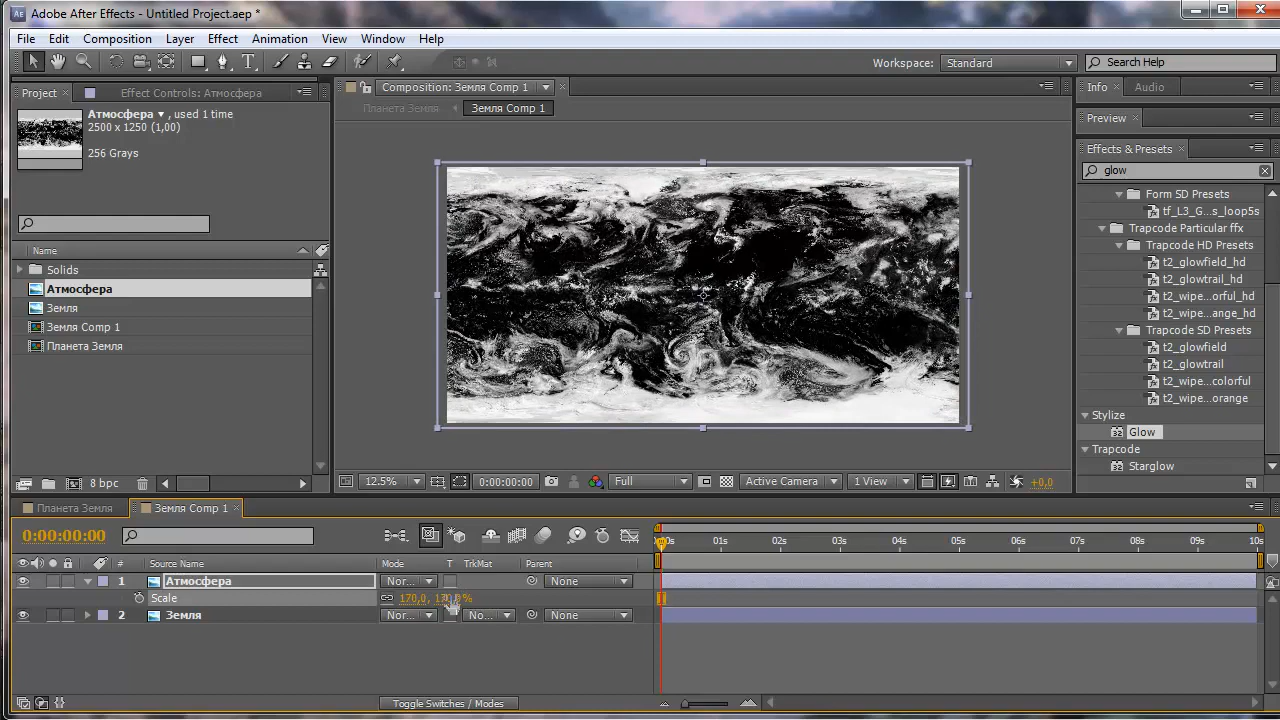 Adobe After Effects - Untitled Project.aep *
File Edit Composition Layer Effect Animation View Window Help
Workspace: Standard Search Help
Project Effect Controls: Атмосфера
Атмосфера , used 1 time
2500 x 1250 (1,00)
256 Grays
Name
Solids
Атмосфера
Земля
Земля Comp 1
Планета Земля
8 bpc
Composition: Земля Comp 1
Планета Земля Земля Comp 1
12.5% 0:00:00:00 Full Active Camera 1 View +0,0
Info Audio
Preview
Effects & Presets
glow
Form SD Presets
tf_L3_G...s_loop5s
Trapcode Particular ffx
Trapcode HD Presets
t2_glowfield_hd
t2_glowtrail_hd
t2_wipe...orful_hd
t2_wipe...ange_hd
Trapcode SD Presets
t2_glowfield
t2_glowtrail
t2_wipe...colorful
t2_wipe...orange
Stylize
Glow
Trapcode
Starglow
Планета Земля Земля Comp 1
0:00:00:00
01s 02s 03s 04s 05s 06s 07s 08s 09s 10s
# Source Name Mode T TrkMat Parent
1 Атмосфера Nor... None
Scale 170,0, 170,0%
2 Земля Nor... No... None
Toggle Switches / Modes